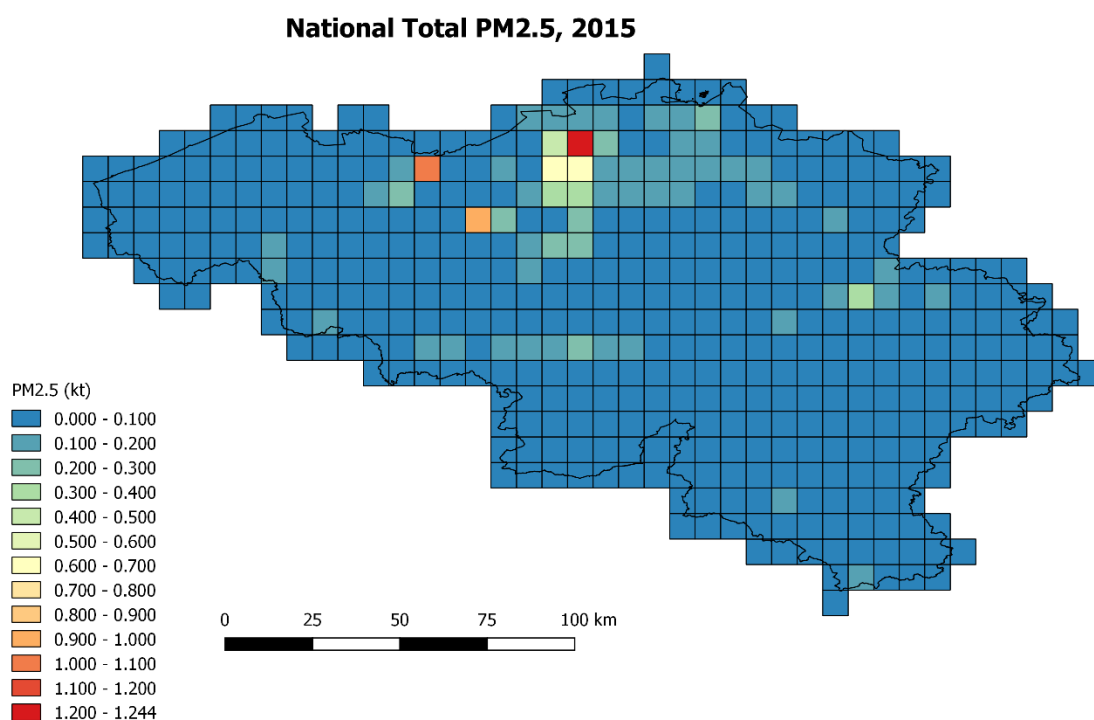 National Total PM2.5, 2015
PM2.5 (kt)
0.000 - 0.100
0.100 - 0.200
0.200 - 0.300
0.300 - 0.400
0.400 - 0.500
0.500 - 0.600
0.600 - 0.700
0.700 - 0.800
0.800 - 0.900
0.900 - 1.000
1.000 - 1.100
1.100 - 1.200
1.200 - 1.244
0 25 50 75 100 km